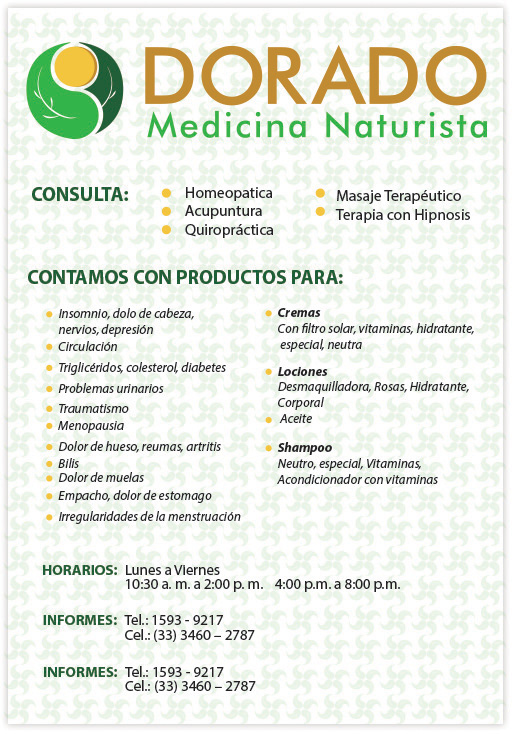 DORADO
Medicina Naturista
CONSULTA:
Homeopatica
Acupuntura
Quiropráctica
Masaje Terapéutico
Terapia con Hipnosis
CONTAMOS CON PRODUCTOS PARA:
Insomnio, dolo de cabeza,
nervios, depresión
Circulación
Triglicéridos, colesterol, diabetes
Problemas urinarios
Traumatismo
Menopausia
Dolor de hueso, reumas, artritis
Bilis
Dolor de muelas
Empacho, dolor de estomago
Irregularidades de la menstruación
Cremas
Con filtro solar, vitaminas, hidratante,
especial, neutra
Lociones
Desmaquilladora, Rosas, Hidratante,
Corporal
Aceite
Shampoo
Neutro, especial, Vitaminas,
Acondicionador con vitaminas
HORARIOS: Lunes a Viernes
10:30 a. m. a 2:00 p. m. 4:00 p.m. a 8:00 p.m.
INFORMES: Tel.: 1593 - 9217
Cel.: (33) 3460 – 2787
INFORMES: Tel.: 1593 - 9217
Cel.: (33) 3460 – 2787